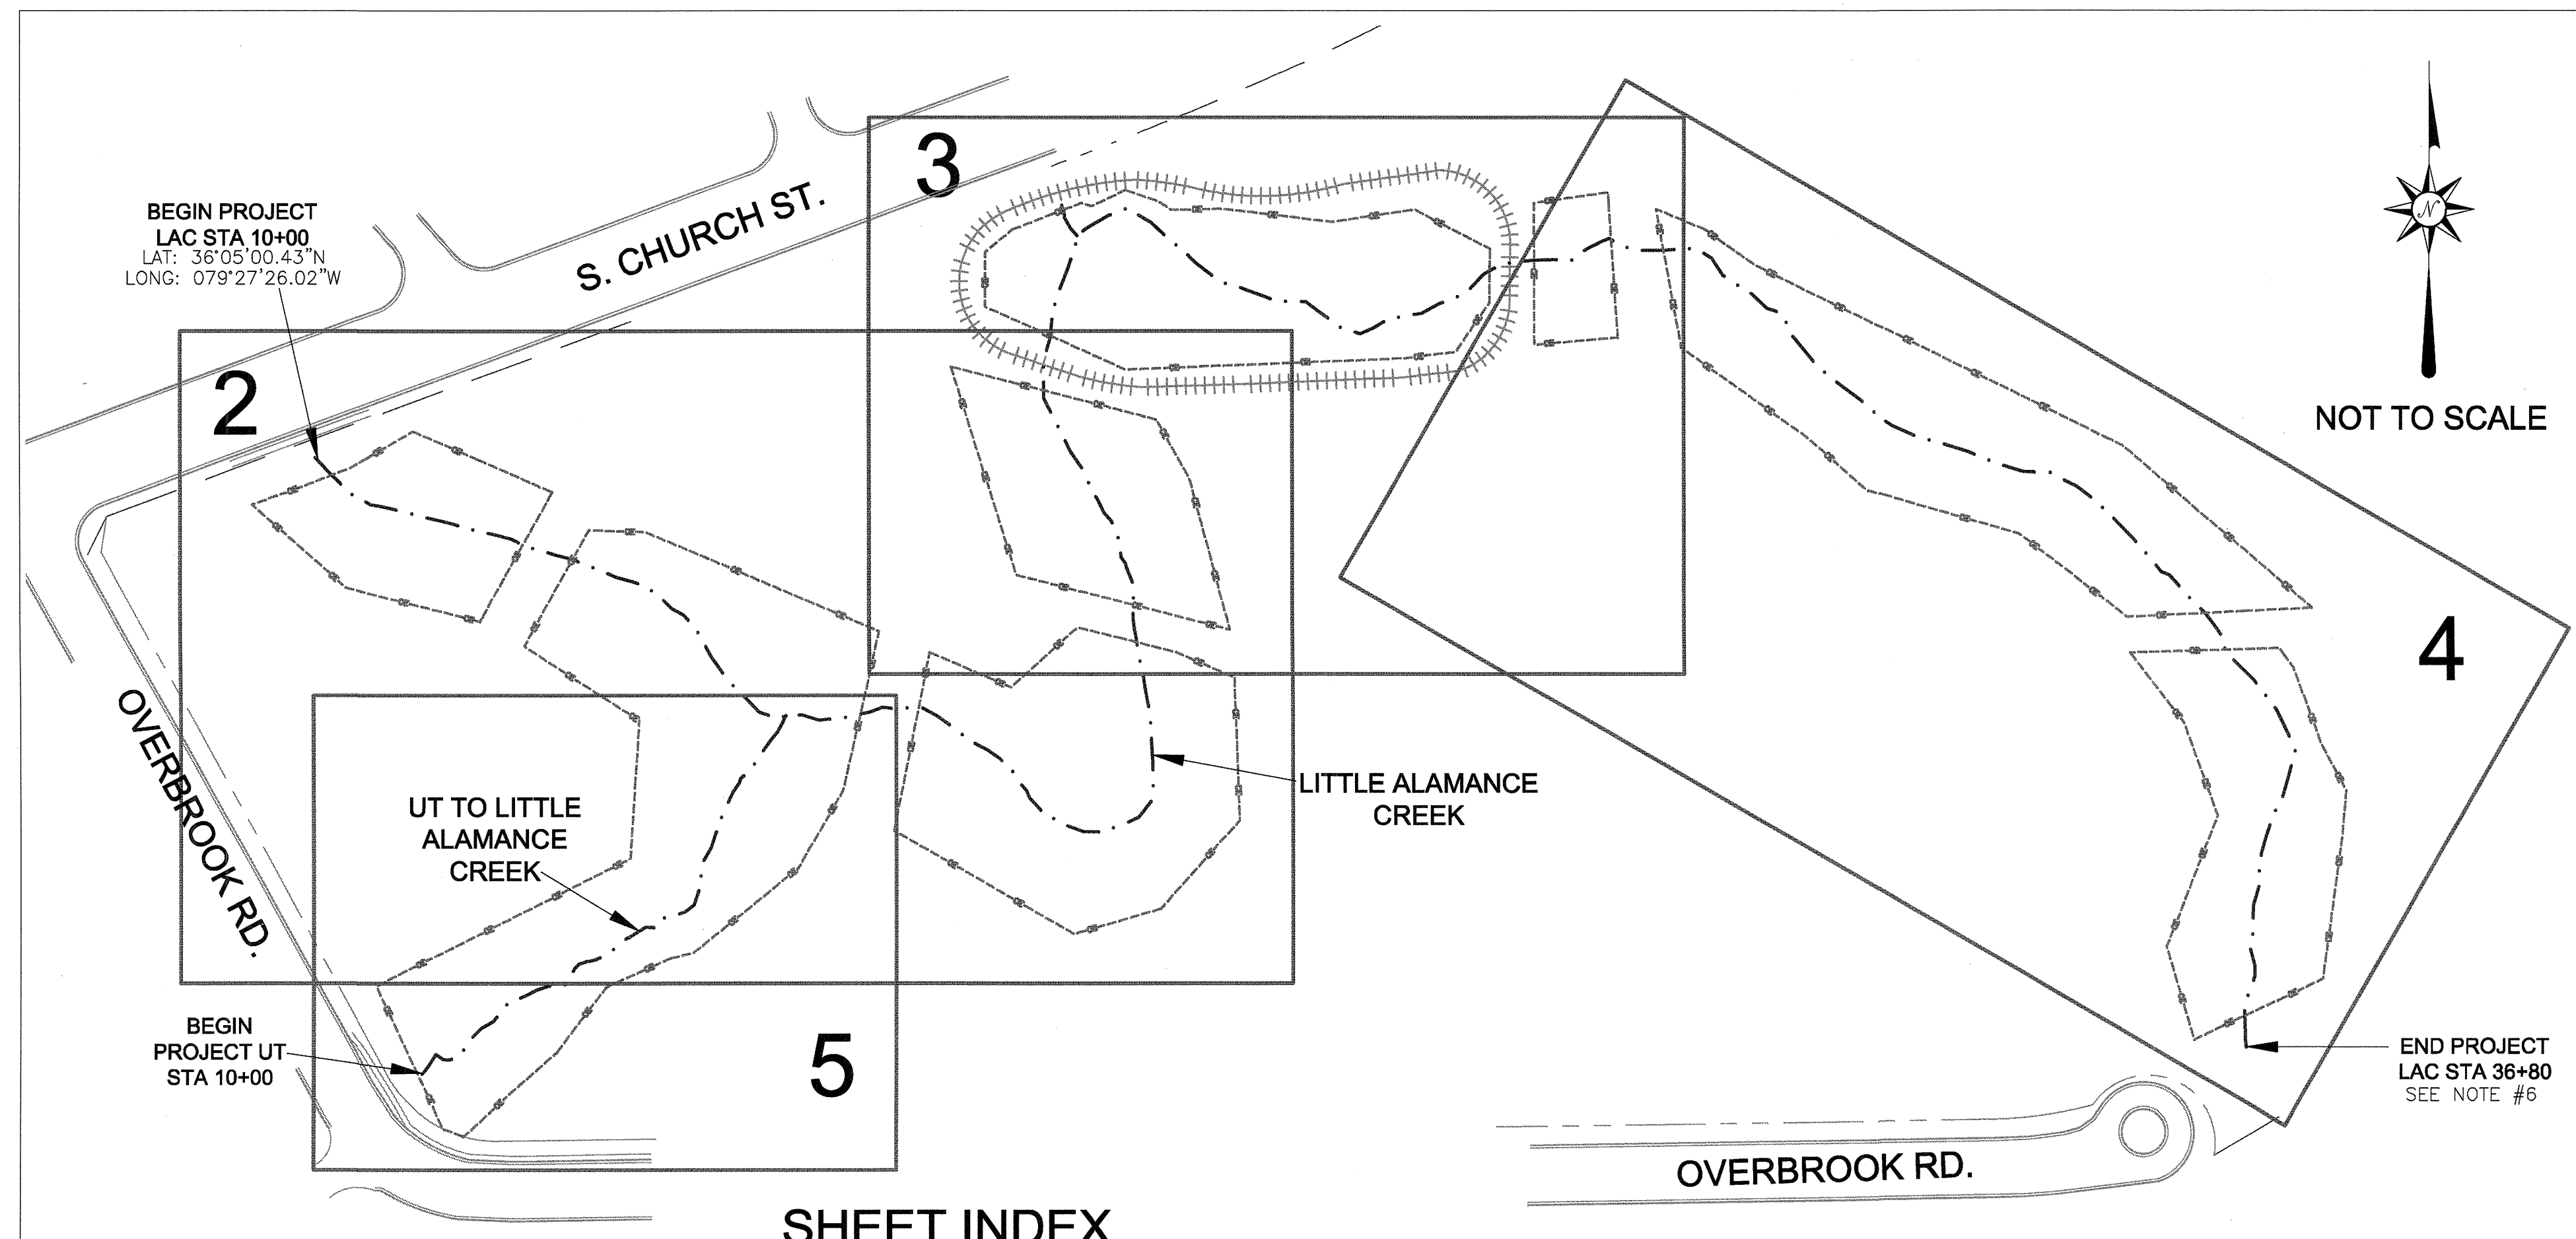 3
BEGIN PROJECT
LAC STA 10+00
LAT: 36°05'00.43"N
LONG: 079°27'26.02"W
S. CHURCH ST.
N
NOT TO SCALE
2
4
OVERBROOK RD.
LITTLE ALAMANCE
CREEK
UT TO LITTLE
ALAMANCE
CREEK
BEGIN
PROJECT UT
STA 10+00
5
END PROJECT
LAC STA 36+80
SEE NOTE #6
OVERBROOK RD.
SHEET INDEX